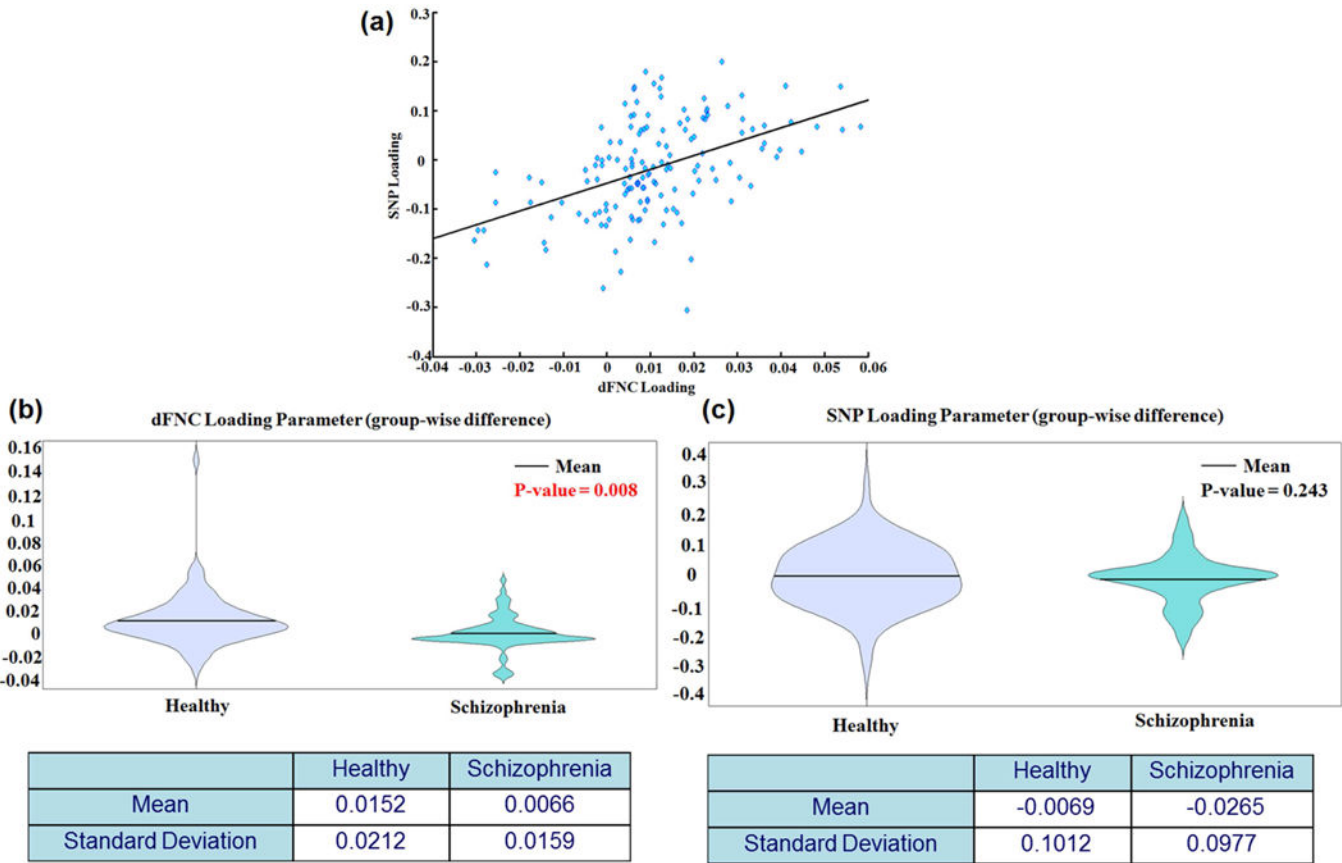 (a)
0.3
0.2
0.1
0
-0.1
-0.2
-0.3
-0.4
SNP Loading
-0.04 -0.03 -0.02 -0.01 0 0.01 0.02 0.03 0.04 0.05 0.06
dFNC Loading
(b)
dFNC Loading Parameter (group-wise difference)
0.16
0.14
0.12
0.1
0.08
0.06
0.04
0.02
0
-0.02
-0.04
Mean
P-value = 0.008
Healthy Schizophrenia
(c)
SNP Loading Parameter (group-wise difference)
0.4
0.3
0.2
0.1
0
-0.1
-0.2
-0.3
-0.4
Mean
P-value = 0.243
Healthy Schizophrenia
Healthy Schizophrenia
Mean 0.0152 0.0066
Standard Deviation 0.0212 0.0159
Healthy Schizophrenia
Mean -0.0069 -0.0265
Standard Deviation 0.1012 0.0977